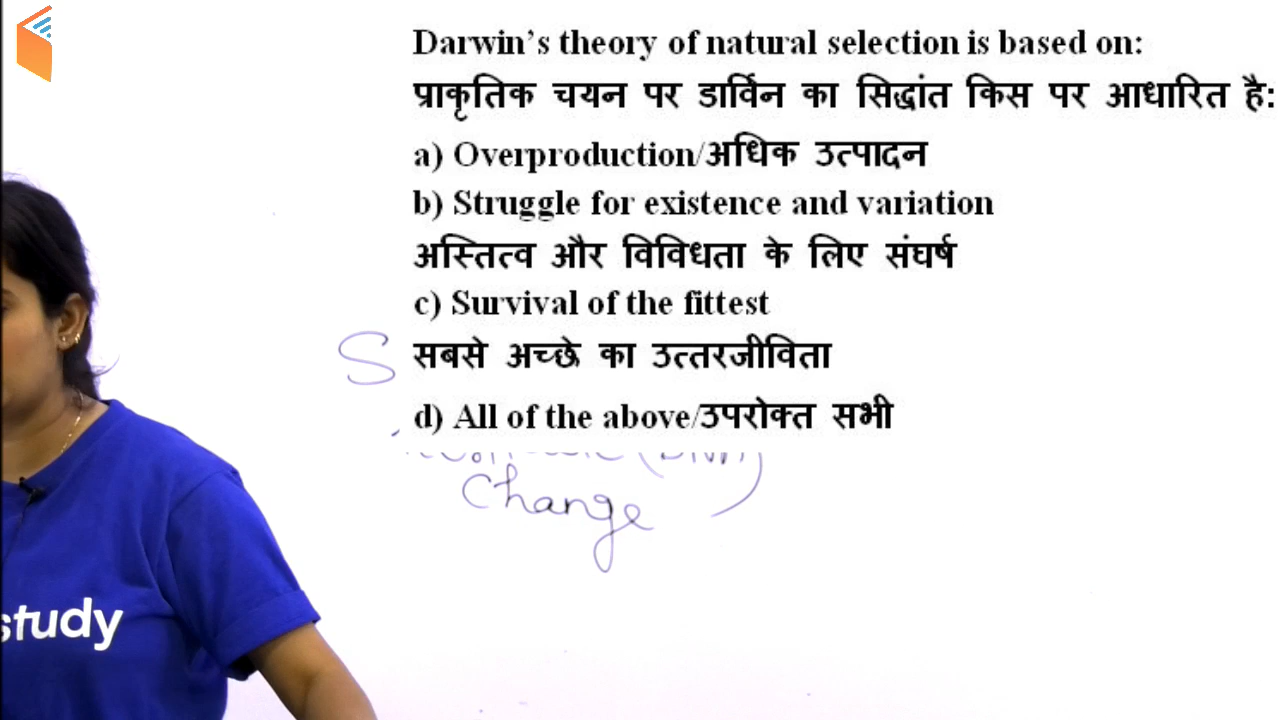 Darwin's theory of natural selection is based on:
प्राकृतिक चयन पर डार्विन का सिद्धांत किस पर आधारित है:
a) Overproduction/अधिक उत्पादन
b) Struggle for existence and variation
अस्तित्व और विविधता के लिए संघर्ष
c) Survival of the fittest
S सबसे अच्छे का उत्तरजीविता
d) All of the above/उपरोक्त सभी
Change
study